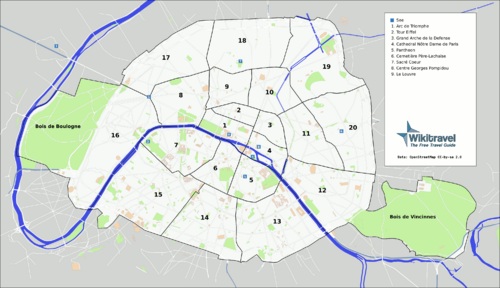 18
17
19
9
10
8
2
Bois de Boulogne
16
1
3
11
20
7
4
6
5
15
12
14
13
Bois de Vincennes
See
1. Arc de Triomphe
2. Tour Eiffel
3. Grand Arche de la Defense
4. Cathedral Nôtre Dame de Paris
5. Pantheon
6. Cemetière Père-Lachaise
7. Sacré Coeur
8. Centre Georges Pompidou
9. Le Louvre
Wikitravel
The Free Travel Guide
Data: OpenStreetMap CC-by-sa 2.0